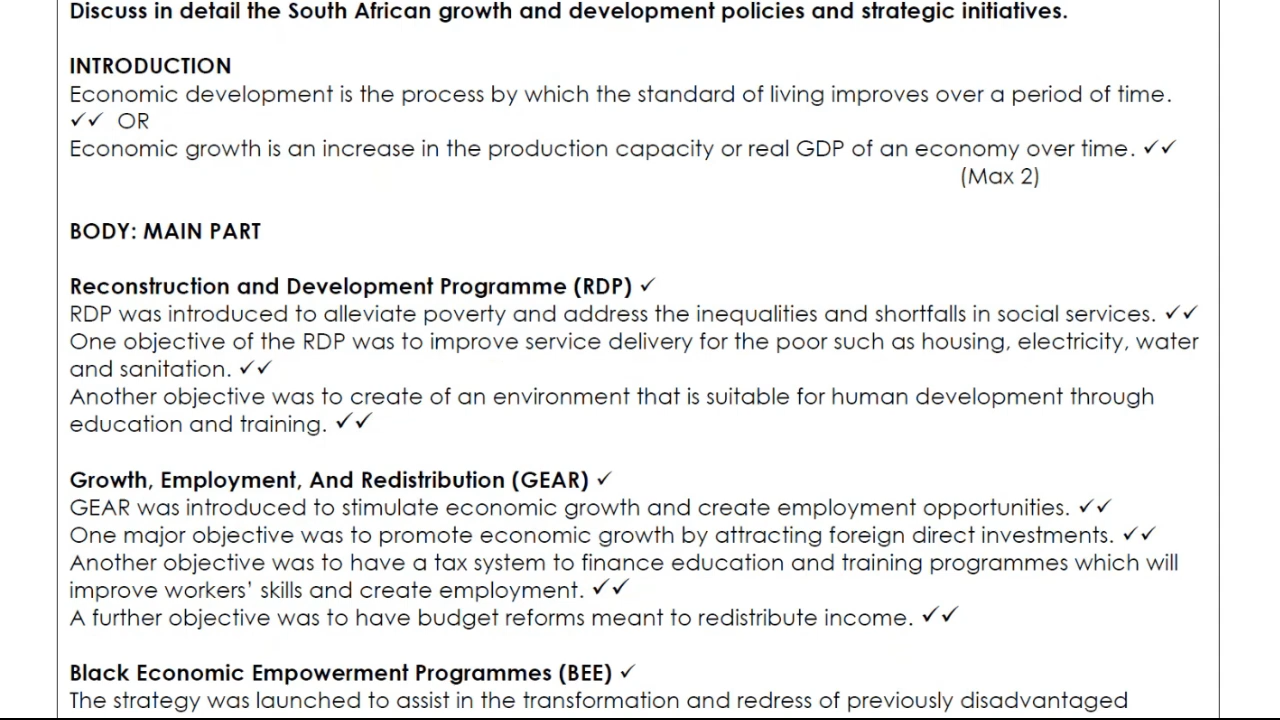 Discuss in detail the South African growth and development policies and strategic initiatives.
INTRODUCTION
Economic development is the process by which the standard of living improves over a period of time.
✓✓ OR
Economic growth is an increase in the production capacity or real GDP of an economy over time. ✓✓
(Max 2)
BODY: MAIN PART
Reconstruction and Development Programme (RDP) ✓
RDP was introduced to alleviate poverty and address the inequalities and shortfalls in social services. ✓✓
One objective of the RDP was to improve service delivery for the poor such as housing, electricity, water
and sanitation. ✓✓
Another objective was to create of an environment that is suitable for human development through
education and training. ✓✓
Growth, Employment, And Redistribution (GEAR) ✓
GEAR was introduced to stimulate economic growth and create employment opportunities. ✓✓
One major objective was to promote economic growth by attracting foreign direct investments. ✓✓
Another objective was to have a tax system to finance education and training programmes which will
improve workers' skills and create employment. ✓✓
A further objective was to have budget reforms meant to redistribute income. ✓✓
Black Economic Empowerment Programmes (BEE) ✓
The strategy was launched to assist in the transformation and redress of previously disadvantaged